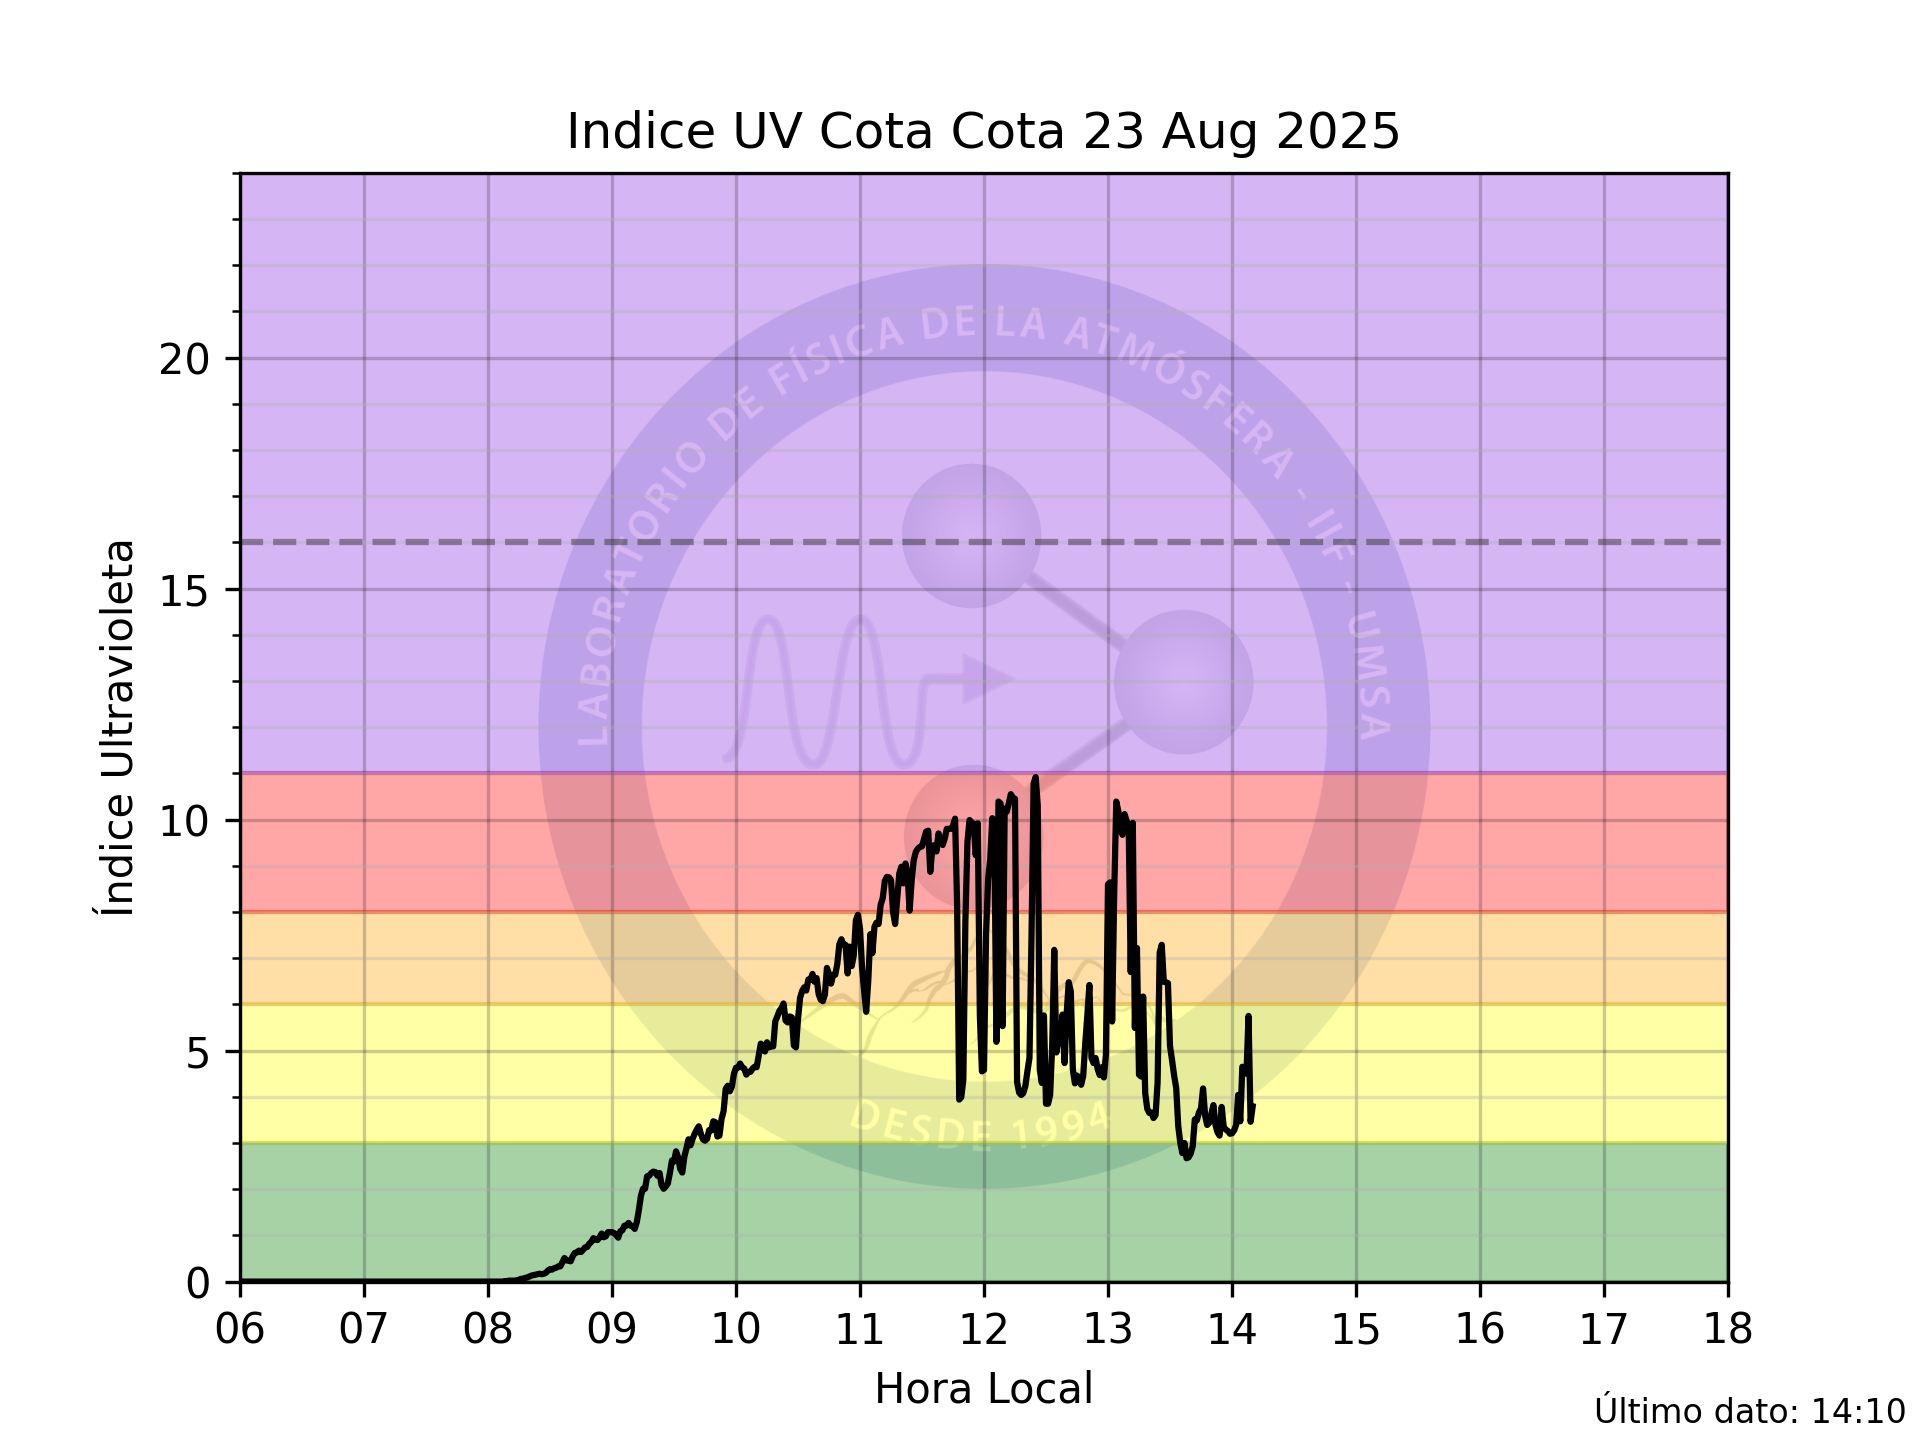 Indice UV Cota Cota 23 Aug 2025
LABORATORIO DE FÍSICA DE LA ATMÓSFERA - IIF - UMSA
DESDE 1994
Índice Ultravioleta
20
15
10
5
0
06 07 08 09 10 11 12 13 14 15 16 17 18
Hora Local
Último dato: 14:10